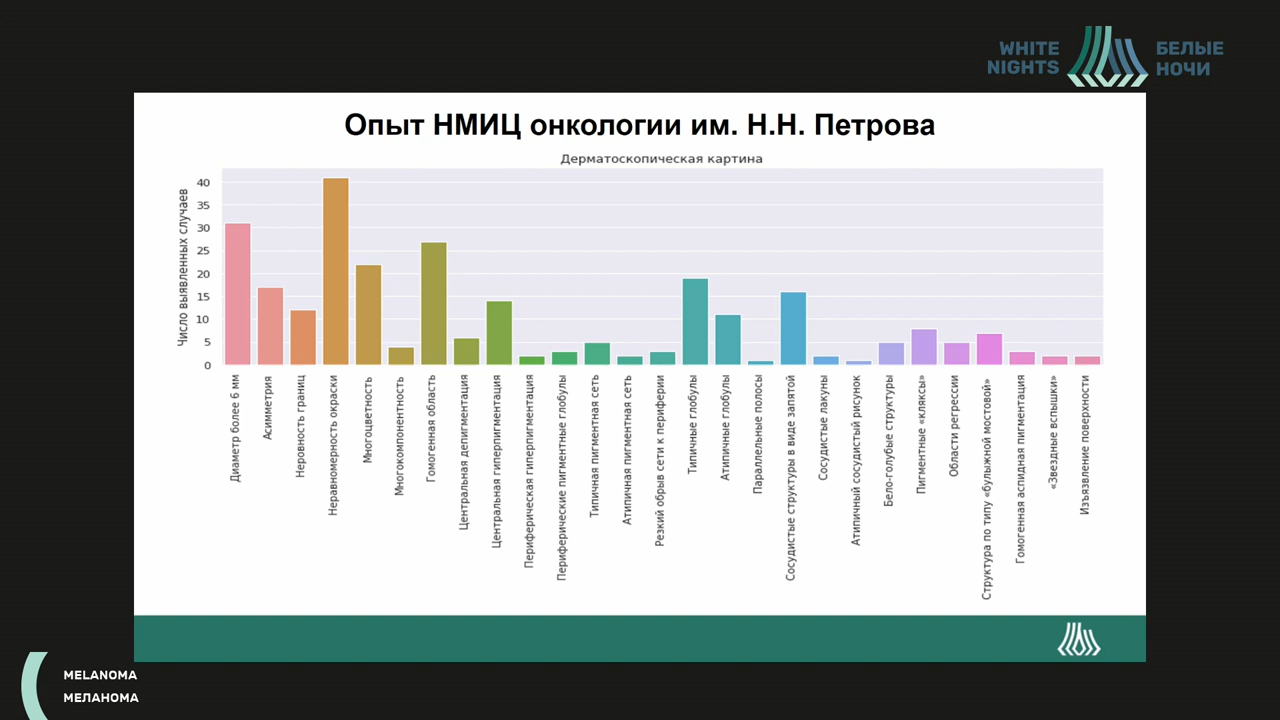 WHITE
NIGHTS
БЕЛЫЕ
НОЧИ
Опыт НМИЦ онкологии им. Н.Н. Петрова
Дерматоскопическая картина
Число выявленных случаев
40
35
30
25
20
15
10
5
0
Диаметр более 6 мм
Асимметрия
Неровность границ
Неравномерность окраски
Многоцветность
Многокомпонентность
Гомогенная область
Центральная депигментация
Центральная гиперпигментация
Периферическая гиперпигментация
Периферические пигментные глобулы
Типичная пигментная сеть
Атипичная пигментная сеть
Резкий обрыв сети к периферии
Типичные глобулы
Атипичные глобулы
Параллельные полосы
Сосудистые структуры в виде запятой
Сосудистые лакуны
Атипичный сосудистый рисунок
Бело-голубые структуры
Пигментные «кляксы»
Области регрессии
Структура по типу «булыжной мостовой»
Гомогенная аспидная пигментация
«Звездные вспышки»
Изъязвление поверхности
MELANOMA
МЕЛАНОМА